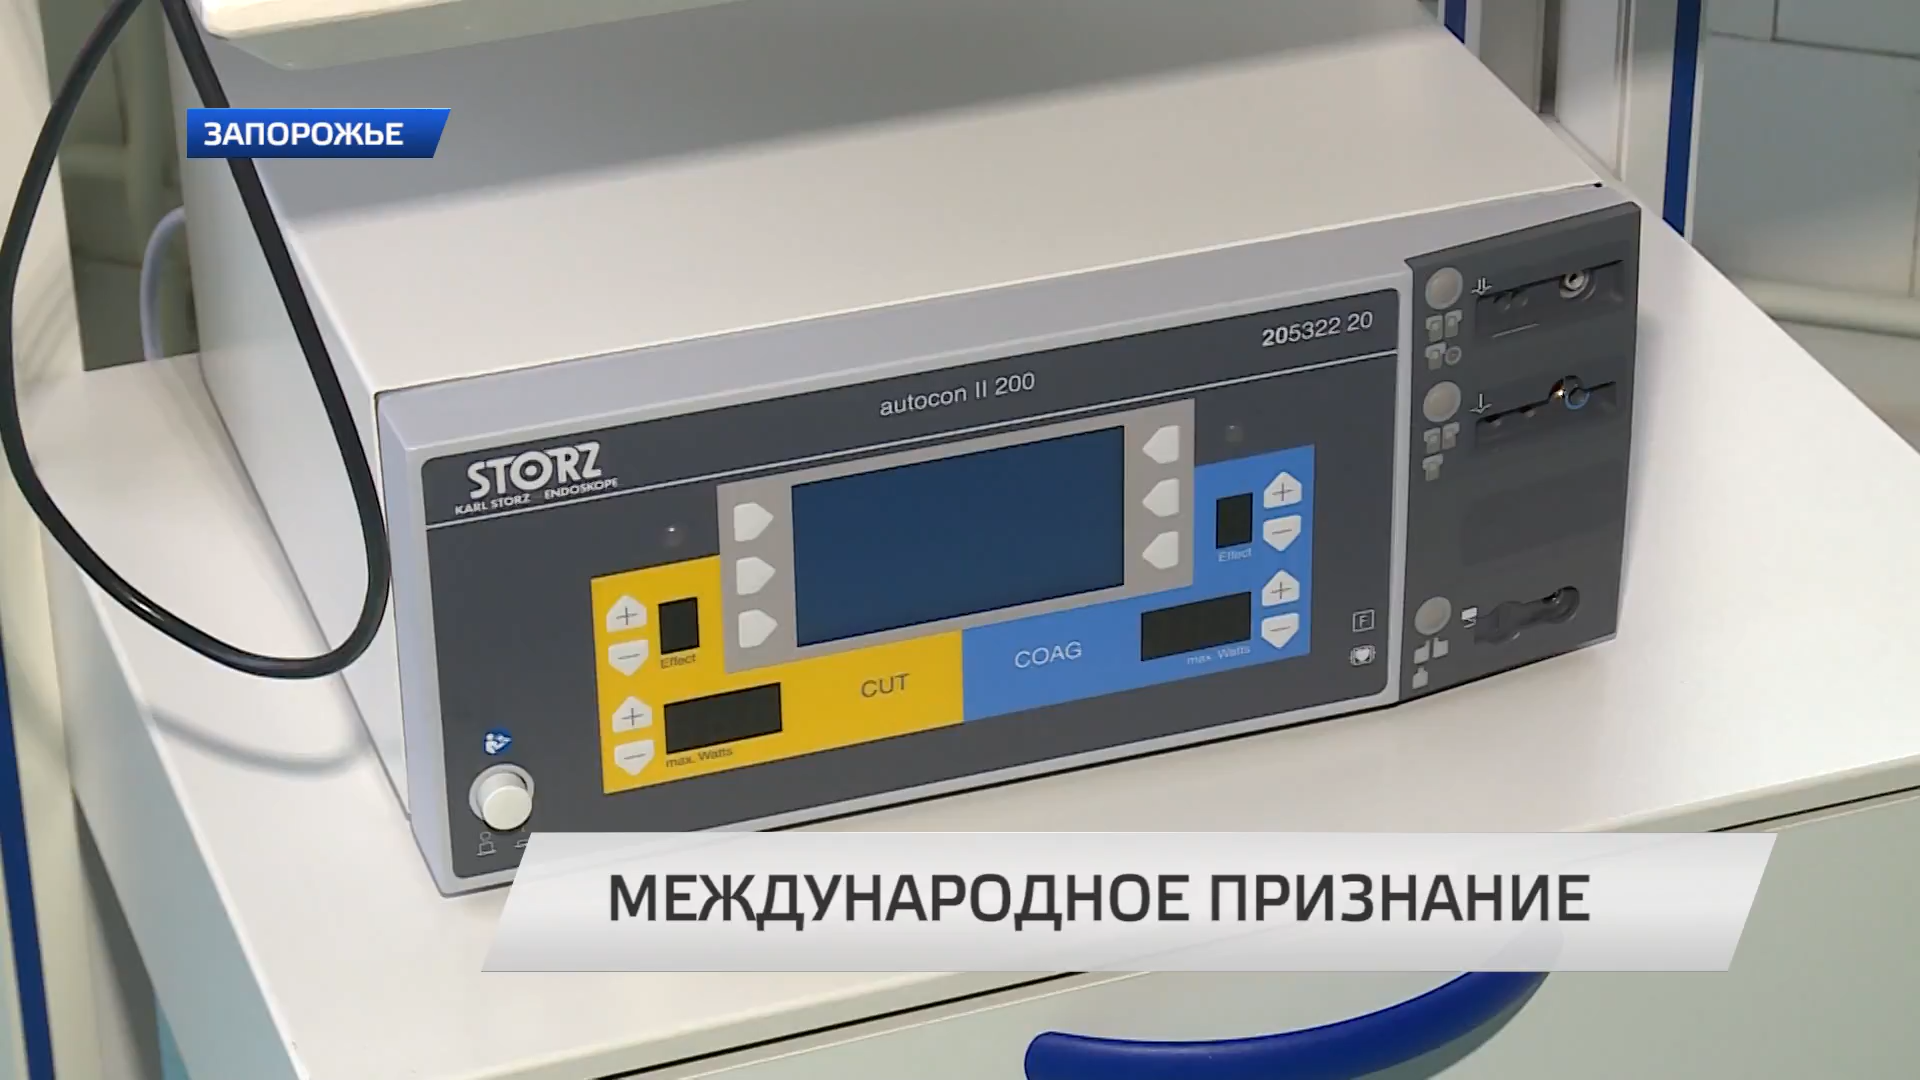 ЗАПОРОЖЬЕ
205322 20
autocon II 200
STORZ
KARL STORZ ENDOSKOPE
Effect
Effect
COAG
max. Watts
CUT
max. Watts
F
МЕЖДУНАРОДНОЕ ПРИЗНАНИЕ